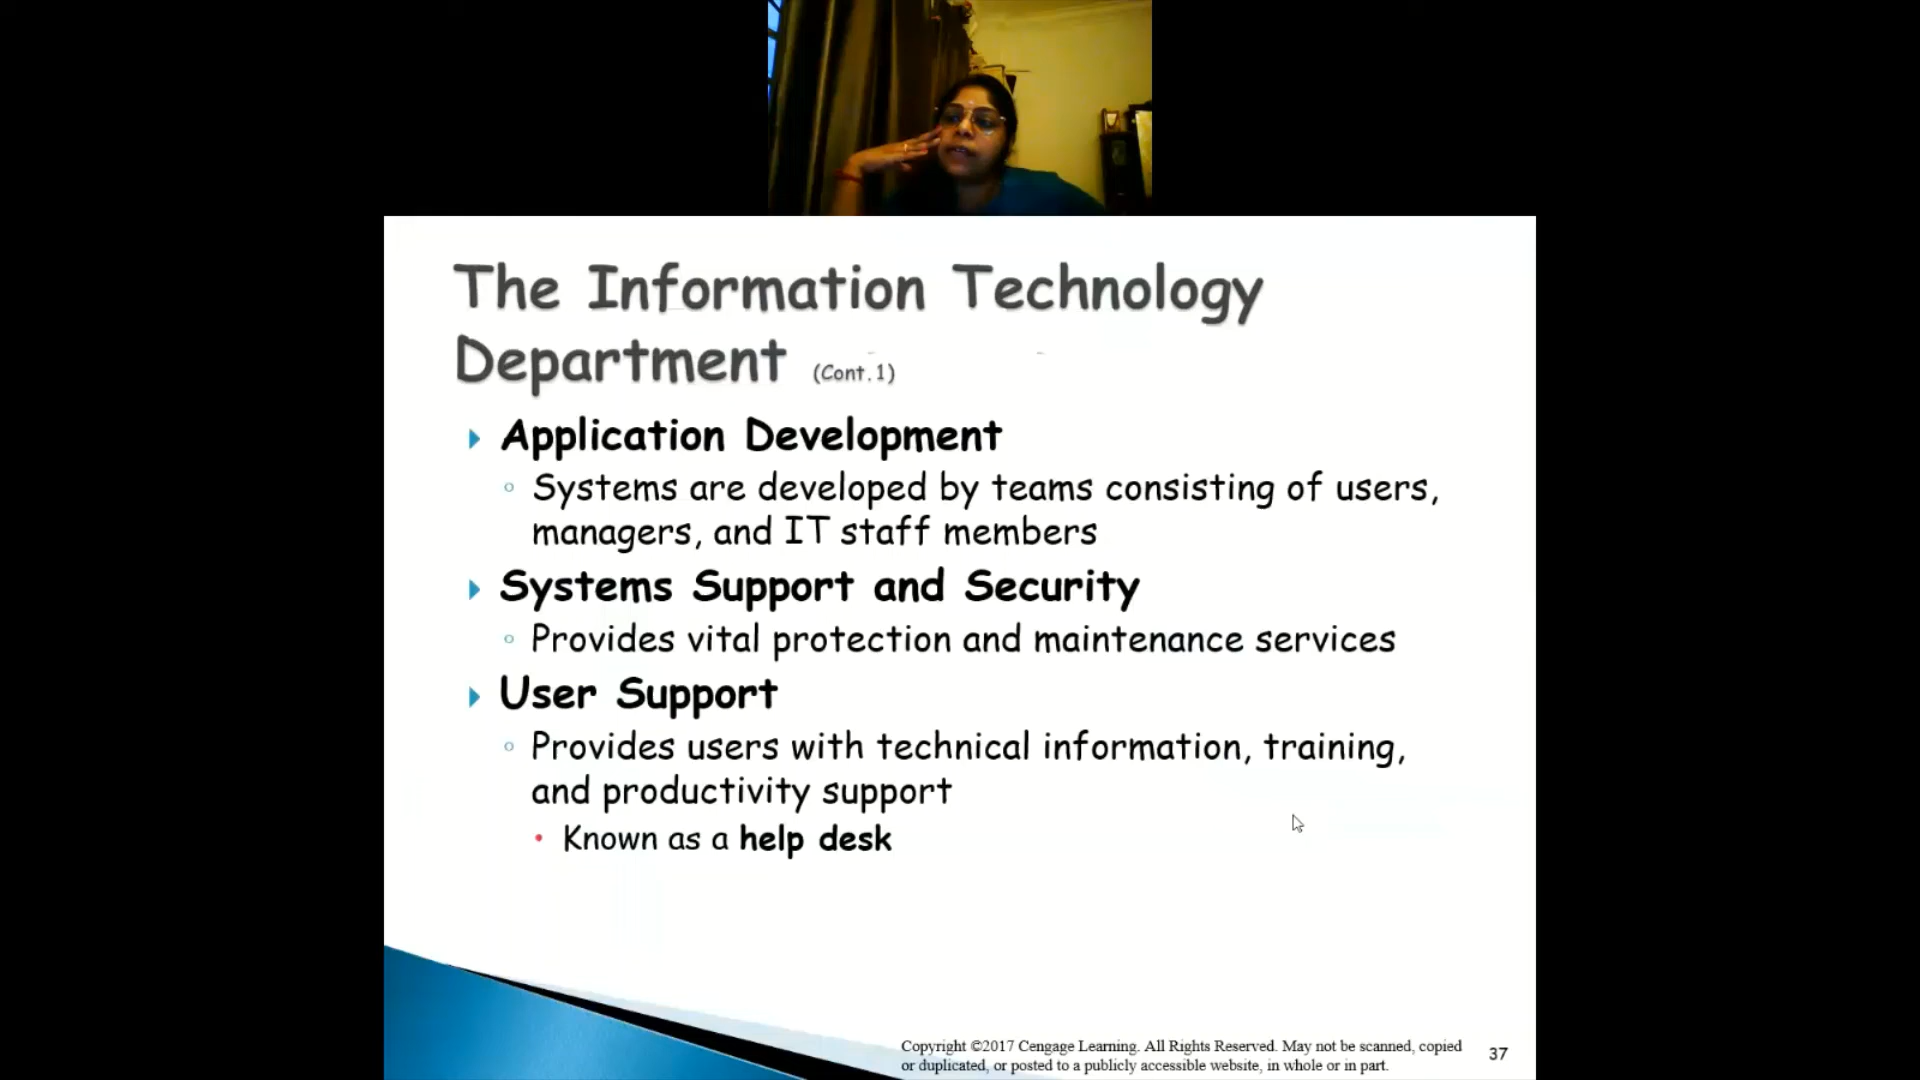 The Information Technology
Department (Cont.1)
Application Development
Systems are developed by teams consisting of users,
managers, and IT staff members
Systems Support and Security
Provides vital protection and maintenance services
User Support
Provides users with technical information, training,
and productivity support
Known as a help desk
Copyright ©2017 Cengage Learning. All Rights Reserved. May not be scanned, copied
or duplicated, or posted to a publicly accessible website, in whole or in part.
37